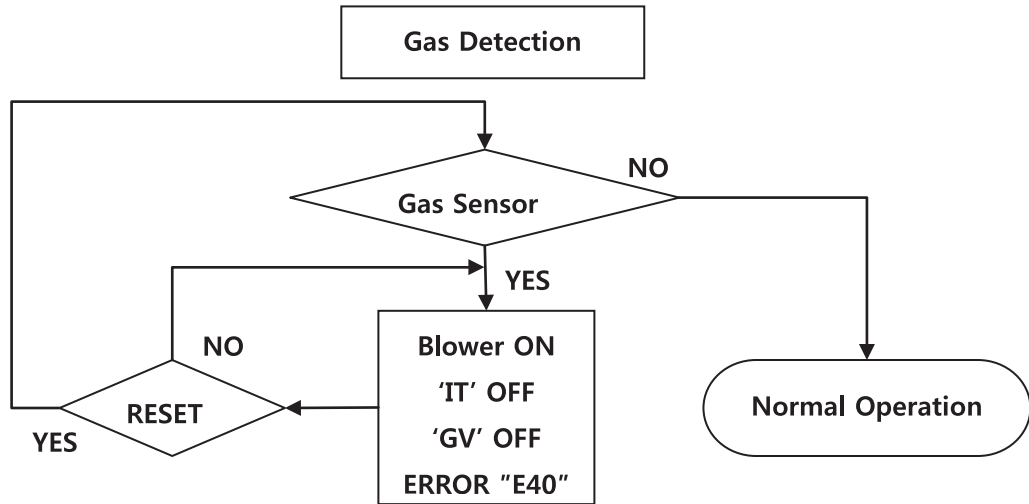 Gas Detection
NO
Gas Sensor
YES
Blower ON
‘IT’ OFF
‘GV’ OFF
ERROR "E40"
NO
RESET
YES
Normal Operation